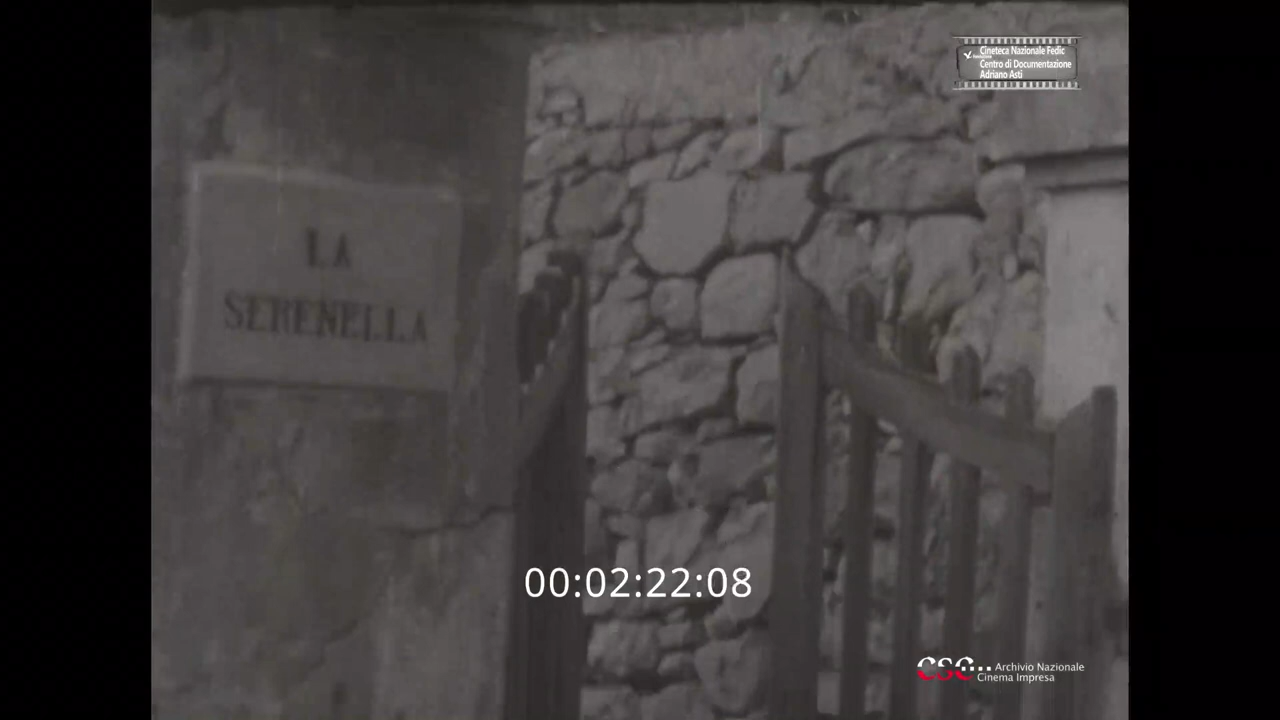 Cineteca Nazionale Fedic
Centro di Documentazione
Adriano Asti
LA
SERENELLA
00:02:22:08
CSC... Archivio Nazionale
Cinema Impresa